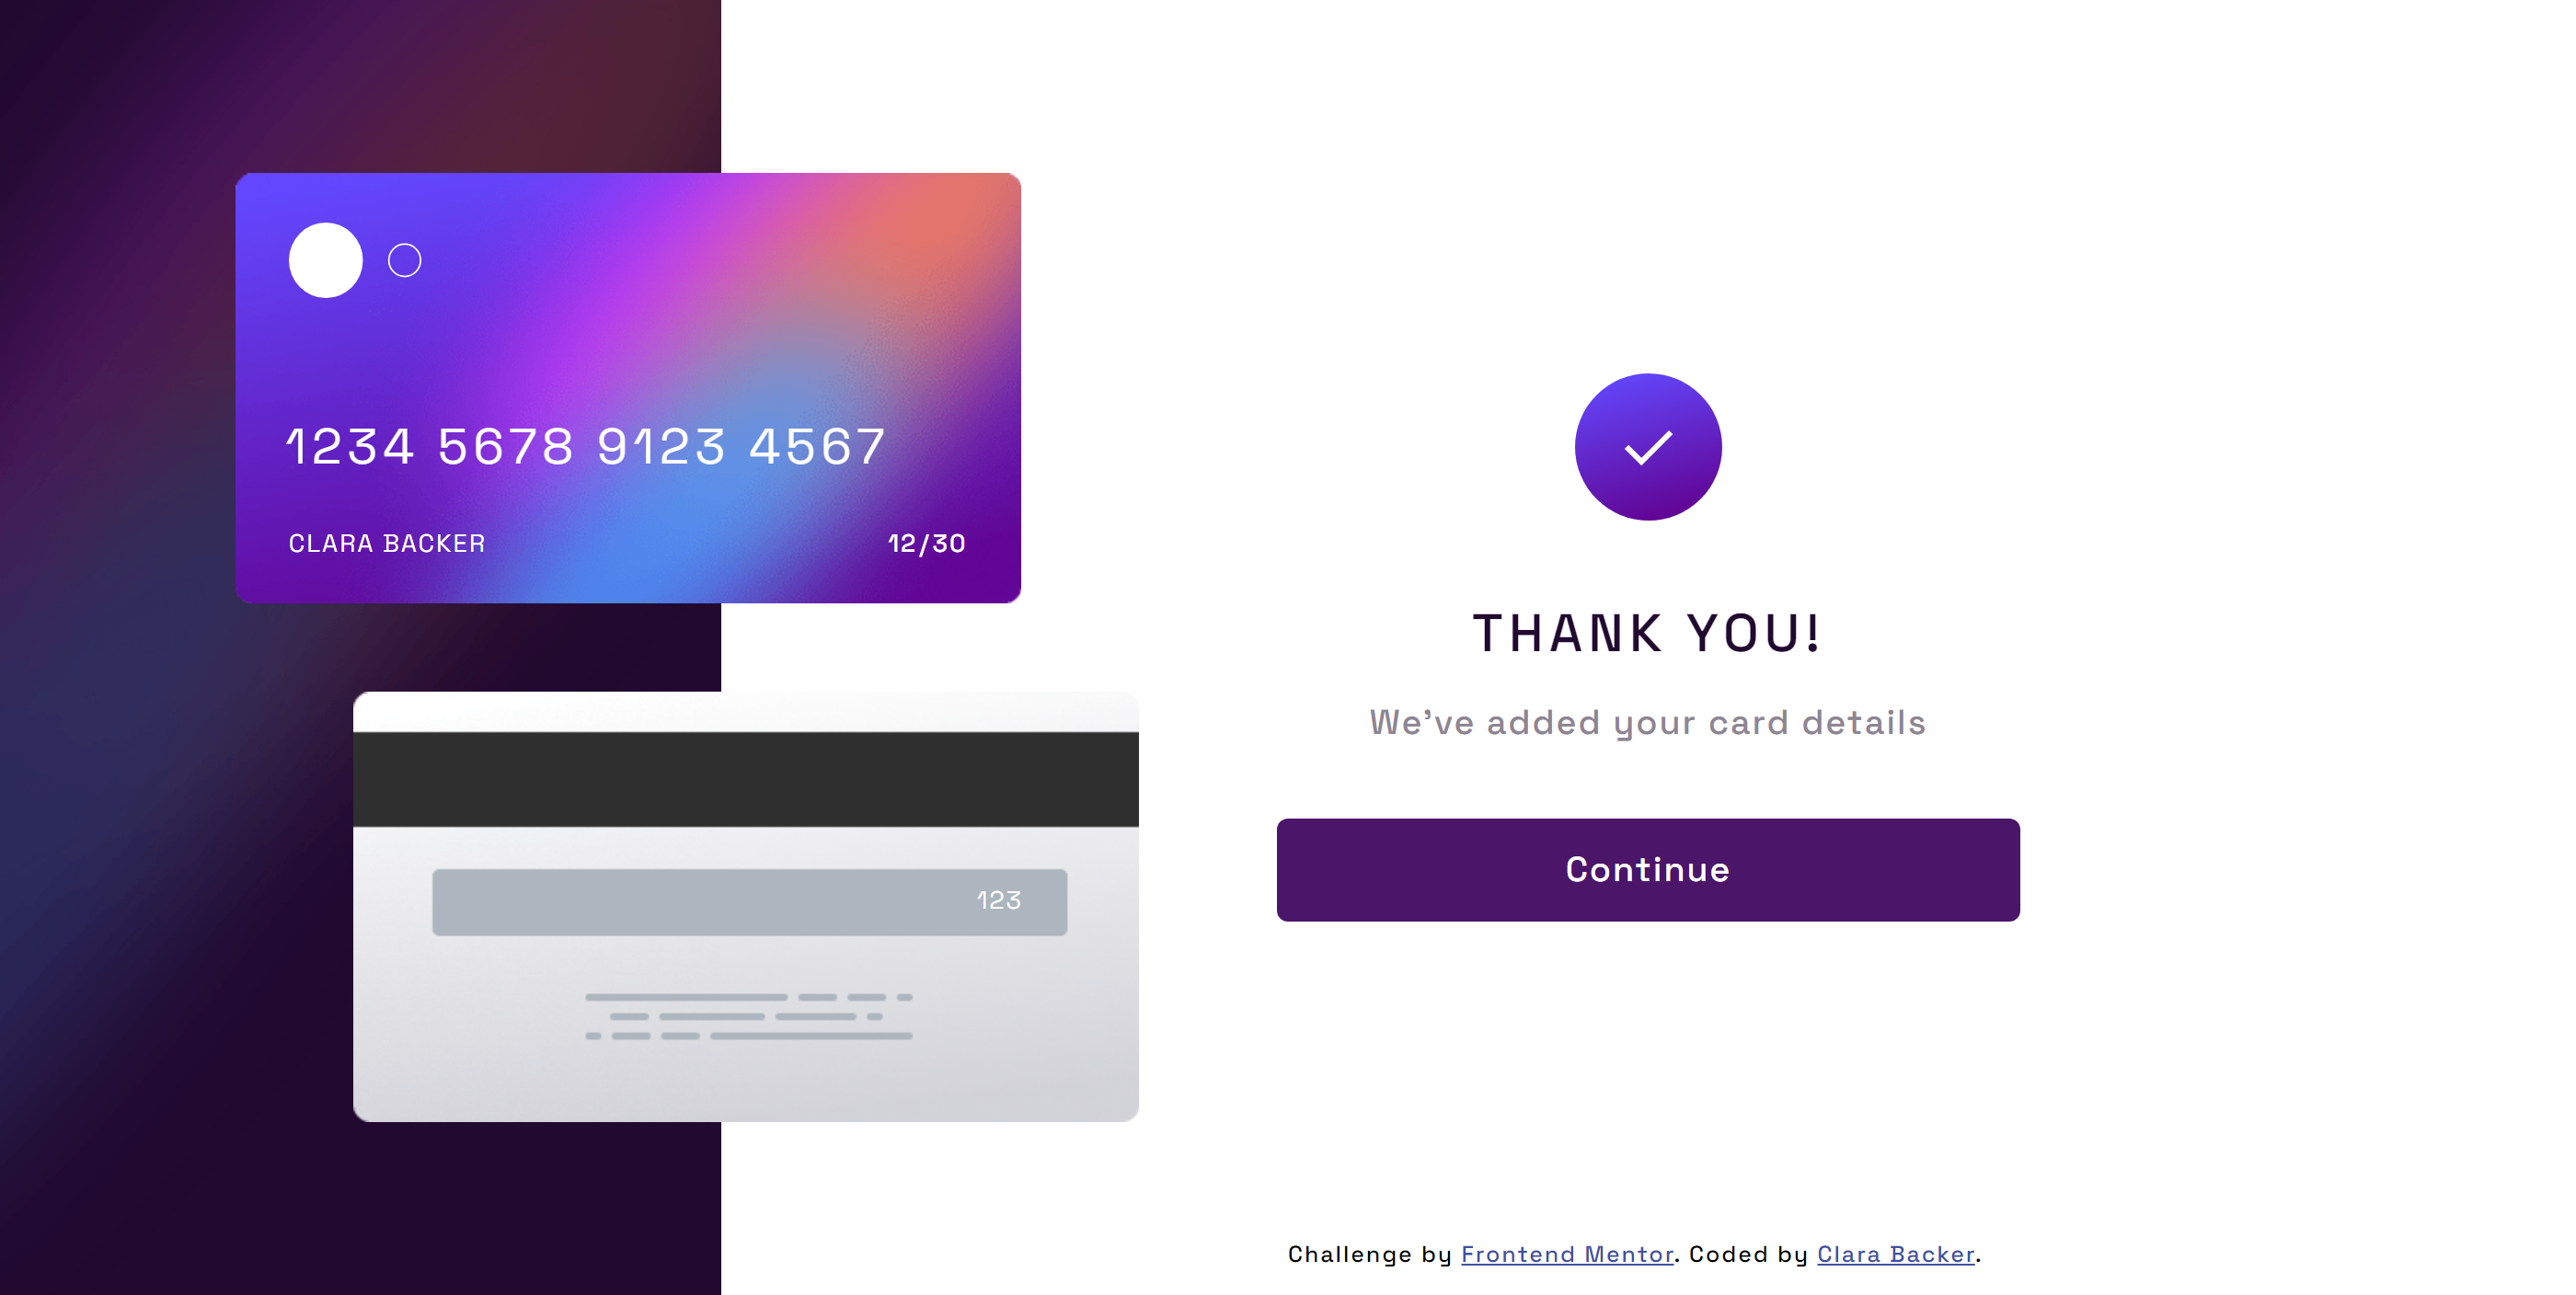 1234 5678 9123 4567
CLARA BACKER 12/30
123
THANK YOU!
We've added your card details
Continue
Challenge by Frontend Mentor. Coded by Clara Backer.